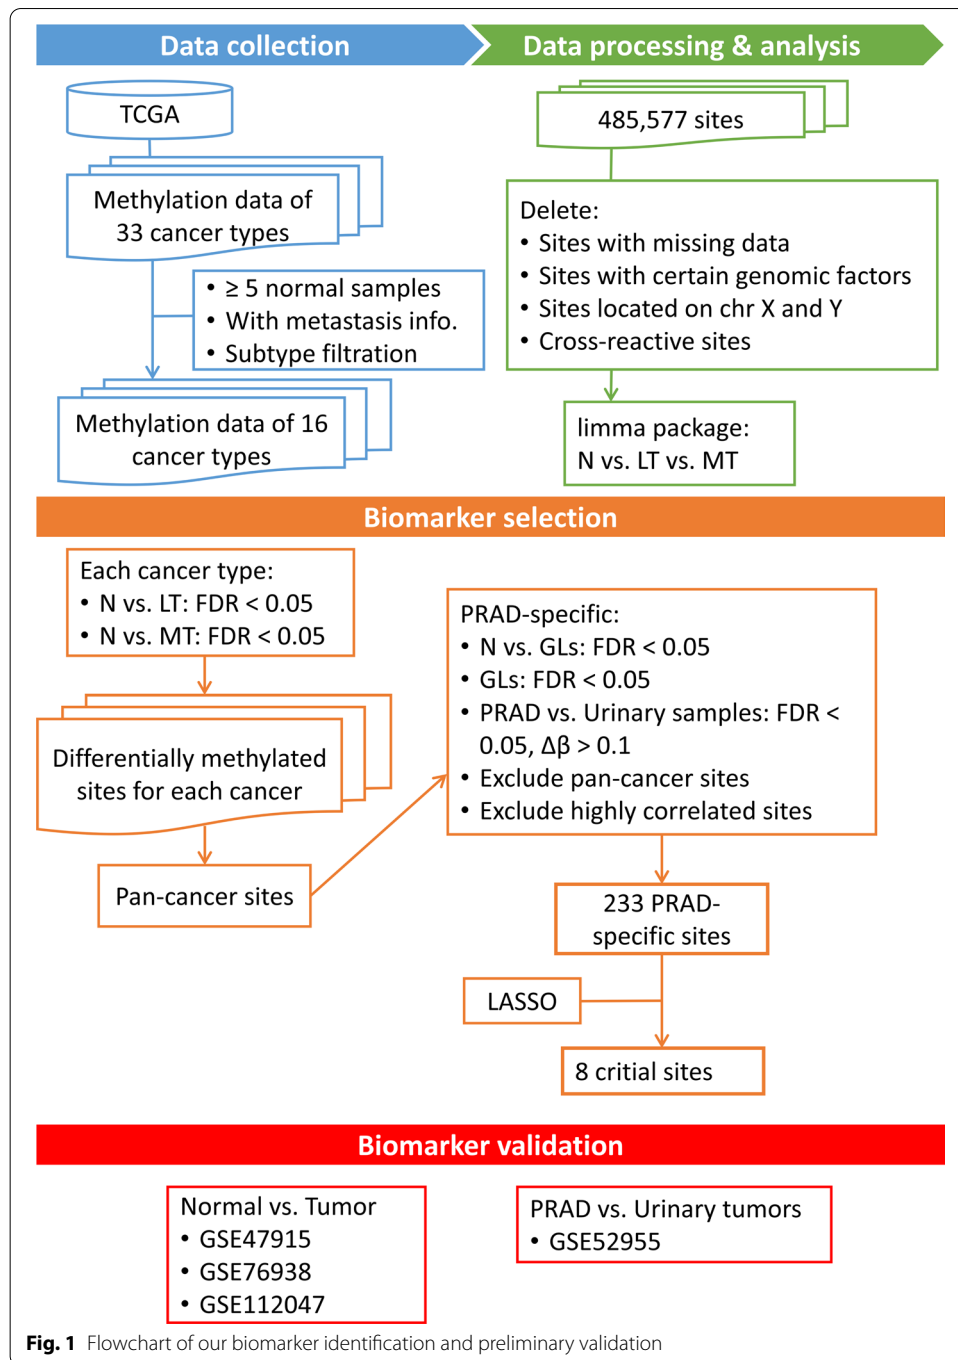 Data collection
Data processing & analysis
TCGA
Methylation data of
33 cancer types
• ≥ 5 normal samples
• With metastasis info.
• Subtype filtration
Methylation data of 16
cancer types
485,577 sites
Delete:
• Sites with missing data
• Sites with certain genomic factors
• Sites located on chr X and Y
• Cross-reactive sites
limma package:
N vs. LT vs. MT
Biomarker selection
Each cancer type:
• N vs. LT: FDR < 0.05
• N vs. MT: FDR < 0.05
Differentially methylated
sites for each cancer
Pan-cancer sites
PRAD-specific:
• N vs. GLs: FDR < 0.05
• GLs: FDR < 0.05
• PRAD vs. Urinary samples: FDR <
0.05, Δβ > 0.1
• Exclude pan-cancer sites
• Exclude highly correlated sites
233 PRAD-
specific sites
LASSO
8 critial sites
Biomarker validation
Normal vs. Tumor
• GSE47915
• GSE76938
• GSE112047
PRAD vs. Urinary tumors
• GSE52955
Fig. 1 Flowchart of our biomarker identification and preliminary validation